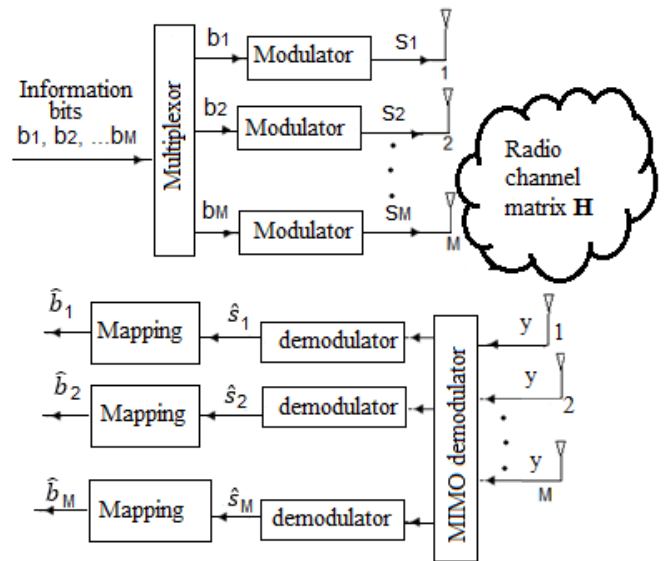 b1 Modulator S1
1
Information
bits
b1, b2, ...bM
Multiplexor
b2 Modulator S2
2
Radio
channel
matrix H
bM Modulator SM
M
b̂1 Mapping ŝ1 demodulator
y 1
b̂2 Mapping ŝ2 demodulator
y 2
MIMO demodulator
b̂M Mapping ŝM demodulator
y M